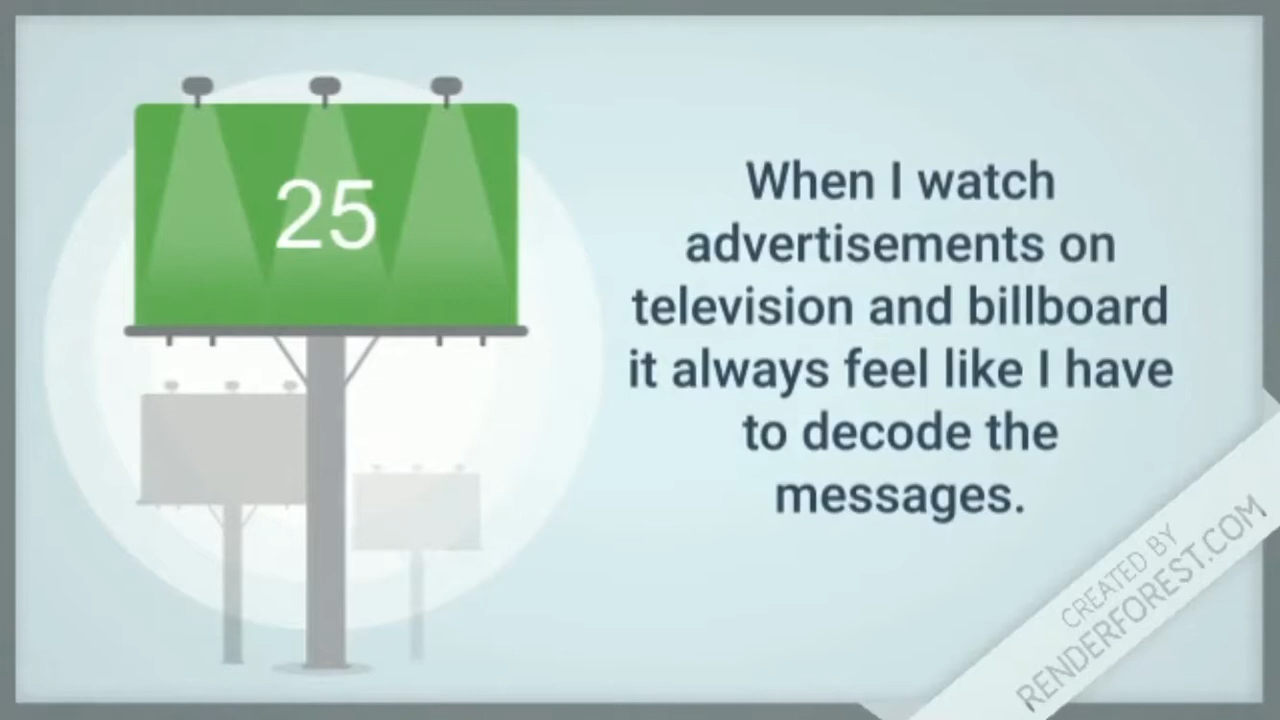 25
When I watch
advertisements on
television and billboard
it always feel like I have
to decode the
messages.
CREATED BY
RENDERFOREST.COM